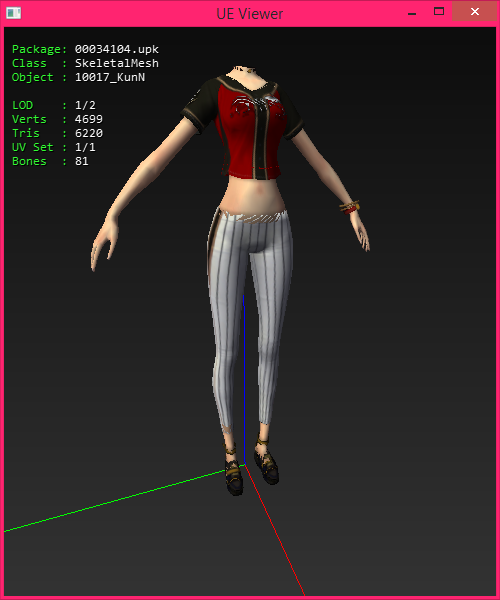 UE Viewer
Package: 00034104.upk
Class : SkeletalMesh
Object : 10017_KunN
LOD : 1/2
Verts : 4699
Tris : 6220
UV Set : 1/1
Bones : 81